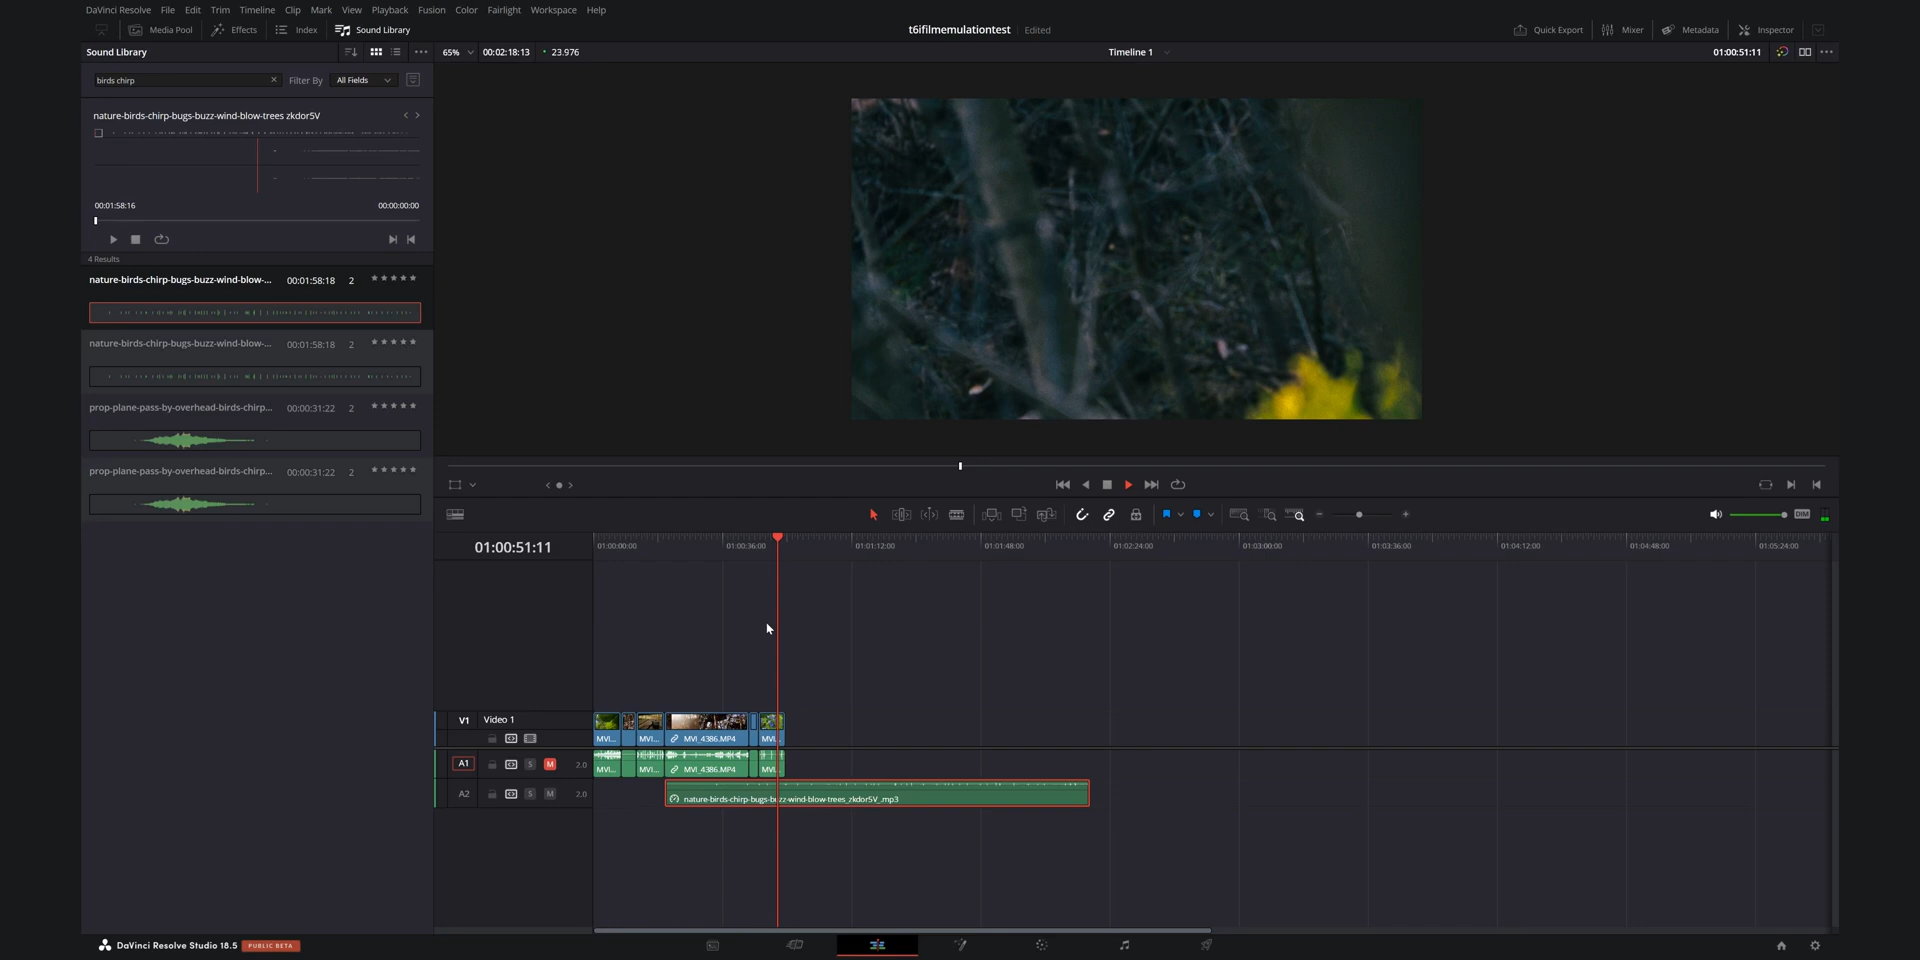 DaVinci Resolve File Edit Trim Timeline Clip Mark View Playback Fusion Color Fairlight Workspace Help
Media Pool Effects Index Sound Library t6ifilmemulationtest Edited Quick Export Mixer Metadata Inspector
Sound Library 65% 00:02:18:13 23.976 Timeline 1 01:00:51:11
birds chirp Filter By All Fields
nature-birds-chirp-bugs-buzz-wind-blow-trees zkdor5V
00:01:58:16 00:00:00:00
4 Results
nature-birds-chirp-bugs-buzz-wind-blow-... 00:01:58:18 2
nature-birds-chirp-bugs-buzz-wind-blow-... 00:01:58:18 2
prop-plane-pass-by-overhead-birds-chirp... 00:00:31:22 2
prop-plane-pass-by-overhead-birds-chirp... 00:00:31:22 2
DIM
01:00:51:11 01:00:00:00 01:00:36:00 01:01:12:00 01:01:48:00 01:02:24:00 01:03:00:00 01:03:36:00 01:04:12:00 01:04:48:00 01:05:24:00
V1 Video 1
MVI... MVI... MVI_4386.MP4 MVI...
A1 S M 2.0 MVI... MVI... MVI_4386.MP4 MVI...
A2 S M 2.0 nature-birds-chirp-bugs-buzz-wind-blow-trees_zkdor5V_.mp3
DaVinci Resolve Studio 18.5 PUBLIC BETA